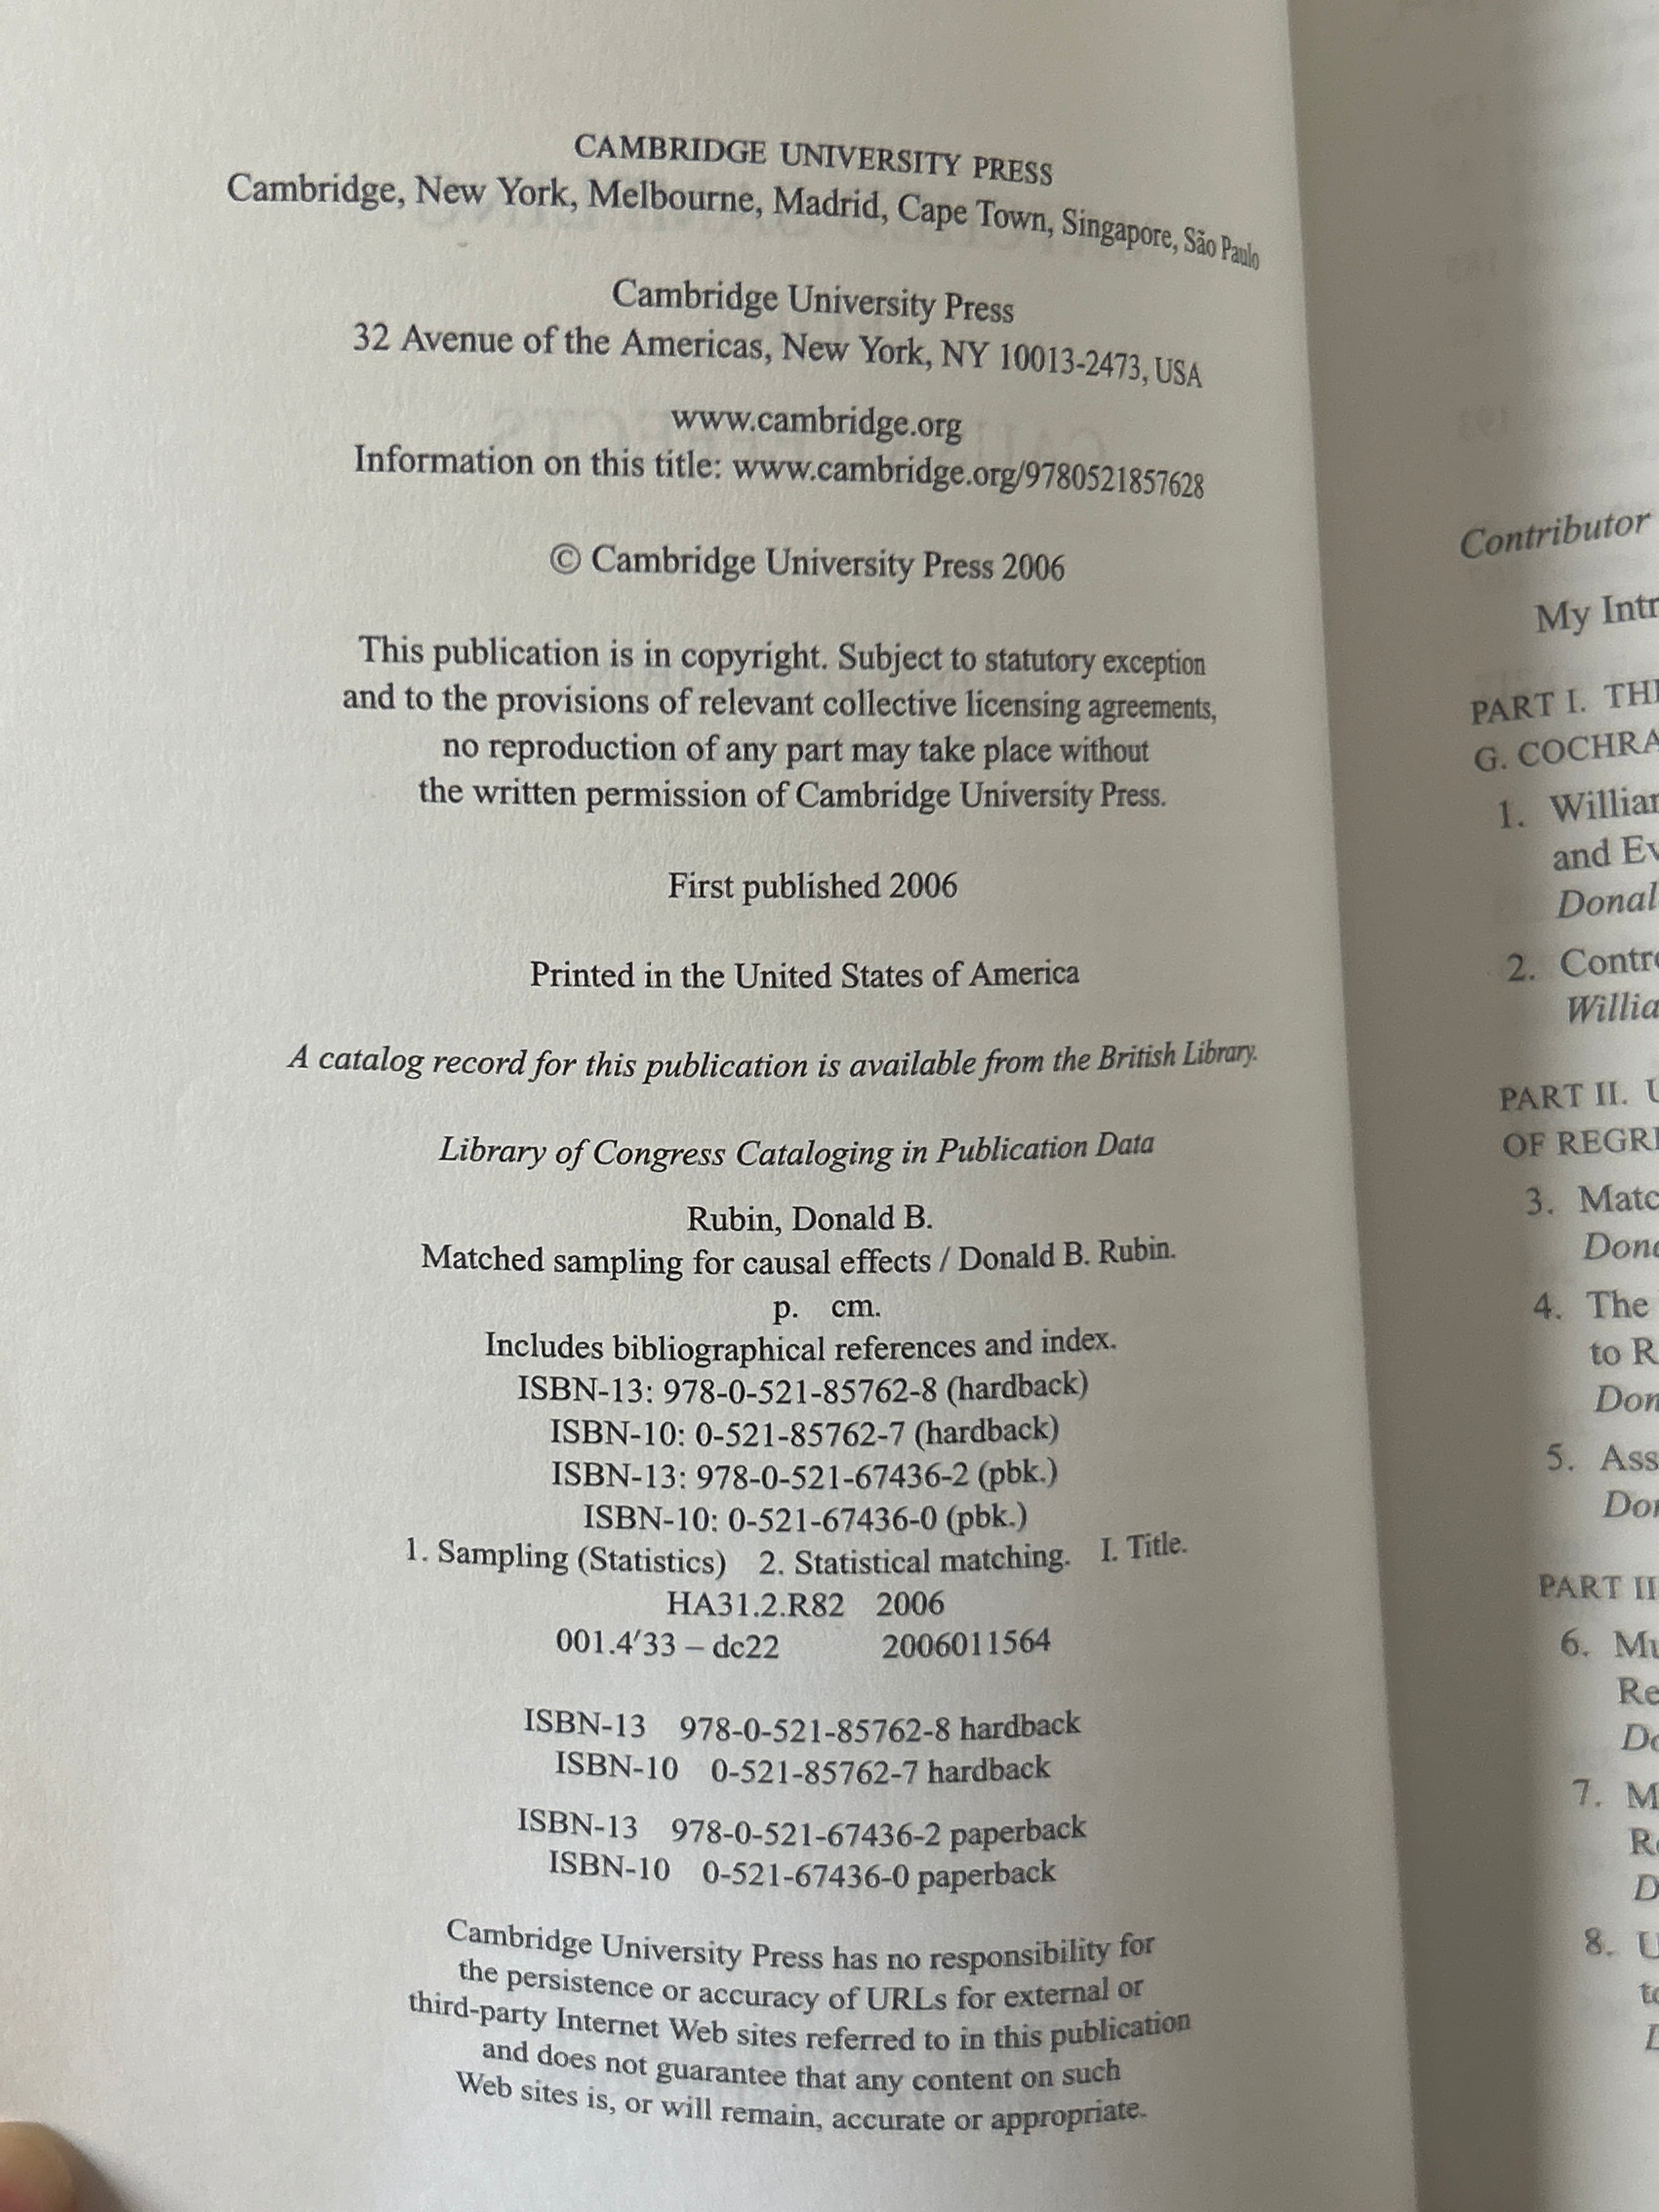 CAMBRIDGE UNIVERSITY PRESS
Cambridge, New York, Melbourne, Madrid, Cape Town, Singapore, São Paulo
Cambridge University Press
32 Avenue of the Americas, New York, NY 10013-2473, USA
www.cambridge.org
Information on this title: www.cambridge.org/9780521857628
© Cambridge University Press 2006
This publication is in copyright. Subject to statutory exception
and to the provisions of relevant collective licensing agreements,
no reproduction of any part may take place without
the written permission of Cambridge University Press.
First published 2006
Printed in the United States of America
A catalog record for this publication is available from the British Library.
Library of Congress Cataloging in Publication Data
Rubin, Donald B.
Matched sampling for causal effects / Donald B. Rubin.
p. cm.
Includes bibliographical references and index.
ISBN-13: 978-0-521-85762-8 (hardback)
ISBN-10: 0-521-85762-7 (hardback)
ISBN-13: 978-0-521-67436-2 (pbk.)
ISBN-10: 0-521-67436-0 (pbk.)
1. Sampling (Statistics) 2. Statistical matching. I. Title.
HA31.2.R82 2006
001.4′33 – dc22 2006011564
ISBN-13 978-0-521-85762-8 hardback
ISBN-10 0-521-85762-7 hardback
ISBN-13 978-0-521-67436-2 paperback
ISBN-10 0-521-67436-0 paperback
Cambridge University Press has no responsibility for
the persistence or accuracy of URLs for external or
third-party Internet Web sites referred to in this publication
and does not guarantee that any content on such
Web sites is, or will remain, accurate or appropriate.
Contributor
My Intr
PART I. THE
G. COCHRA
1. William
and Ev
Donal
2. Contro
Willia
PART II. U
OF REGRE
3. Matc
Dona
4. The
to R
Don
5. Ass
Dor
PART II
6. Mu
Re
Do
7. M
Re
D
8. U
to